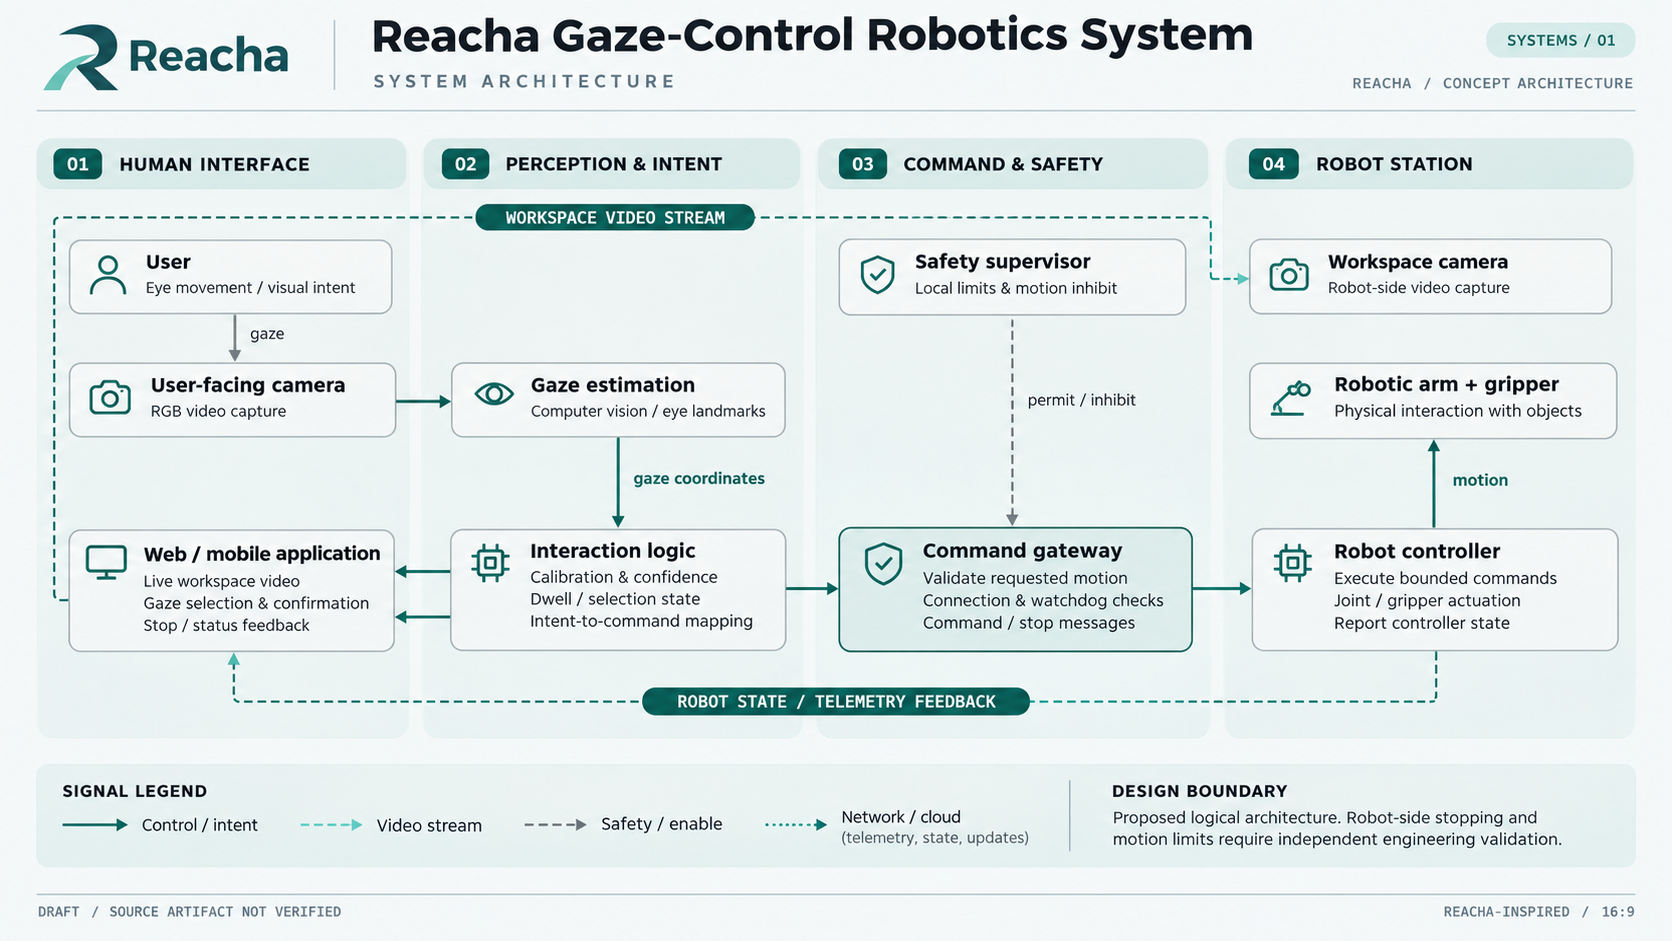 Reacha
Reacha Gaze-Control Robotics System
SYSTEM ARCHITECTURE
SYSTEMS / 01
REACHA / CONCEPT ARCHITECTURE
01 HUMAN INTERFACE
02 PERCEPTION & INTENT
03 COMMAND & SAFETY
04 ROBOT STATION
WORKSPACE VIDEO STREAM
User
Eye movement / visual intent
gaze
User-facing camera
RGB video capture
Web / mobile application
Live workspace video
Gaze selection & confirmation
Stop / status feedback
Gaze estimation
Computer vision / eye landmarks
gaze coordinates
Interaction logic
Calibration & confidence
Dwell / selection state
Intent-to-command mapping
Safety supervisor
Local limits & motion inhibit
permit / inhibit
Command gateway
Validate requested motion
Connection & watchdog checks
Command / stop messages
Workspace camera
Robot-side video capture
Robotic arm + gripper
Physical interaction with objects
motion
Robot controller
Execute bounded commands
Joint / gripper actuation
Report controller state
ROBOT STATE / TELEMETRY FEEDBACK
SIGNAL LEGEND
Control / intent
Video stream
Safety / enable
Network / cloud
(telemetry, state, updates)
DESIGN BOUNDARY
Proposed logical architecture. Robot-side stopping and
motion limits require independent engineering validation.
DRAFT / SOURCE ARTIFACT NOT VERIFIED
REACHA-INSPIRED / 16:9